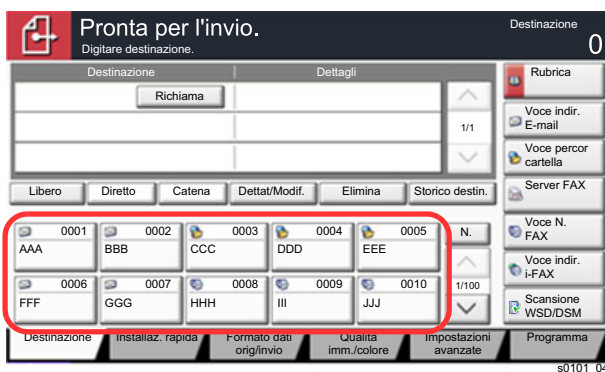 Pronta per l'invio.
Digitare destinazione.
Destinazione
0
Destinazione
Dettagli
Richiama
1/1
Libero
Diretto
Catena
Dettat/Modif.
Elimina
Storico destin.
0001
AAA
0002
BBB
0003
CCC
0004
DDD
0005
EEE
N.
0006
FFF
0007
GGG
0008
HHH
0009
III
0010
JJJ
1/100
Rubrica
Voce indir.
E-mail
Voce percor
cartella
Server FAX
Voce N.
FAX
Voce indir.
i-FAX
Scansione
WSD/DSM
Destinazione
Installaz. rapida
Formato dati
orig/invio
Qualità
imm./colore
Impostazioni
avanzate
Programma
s0101_04